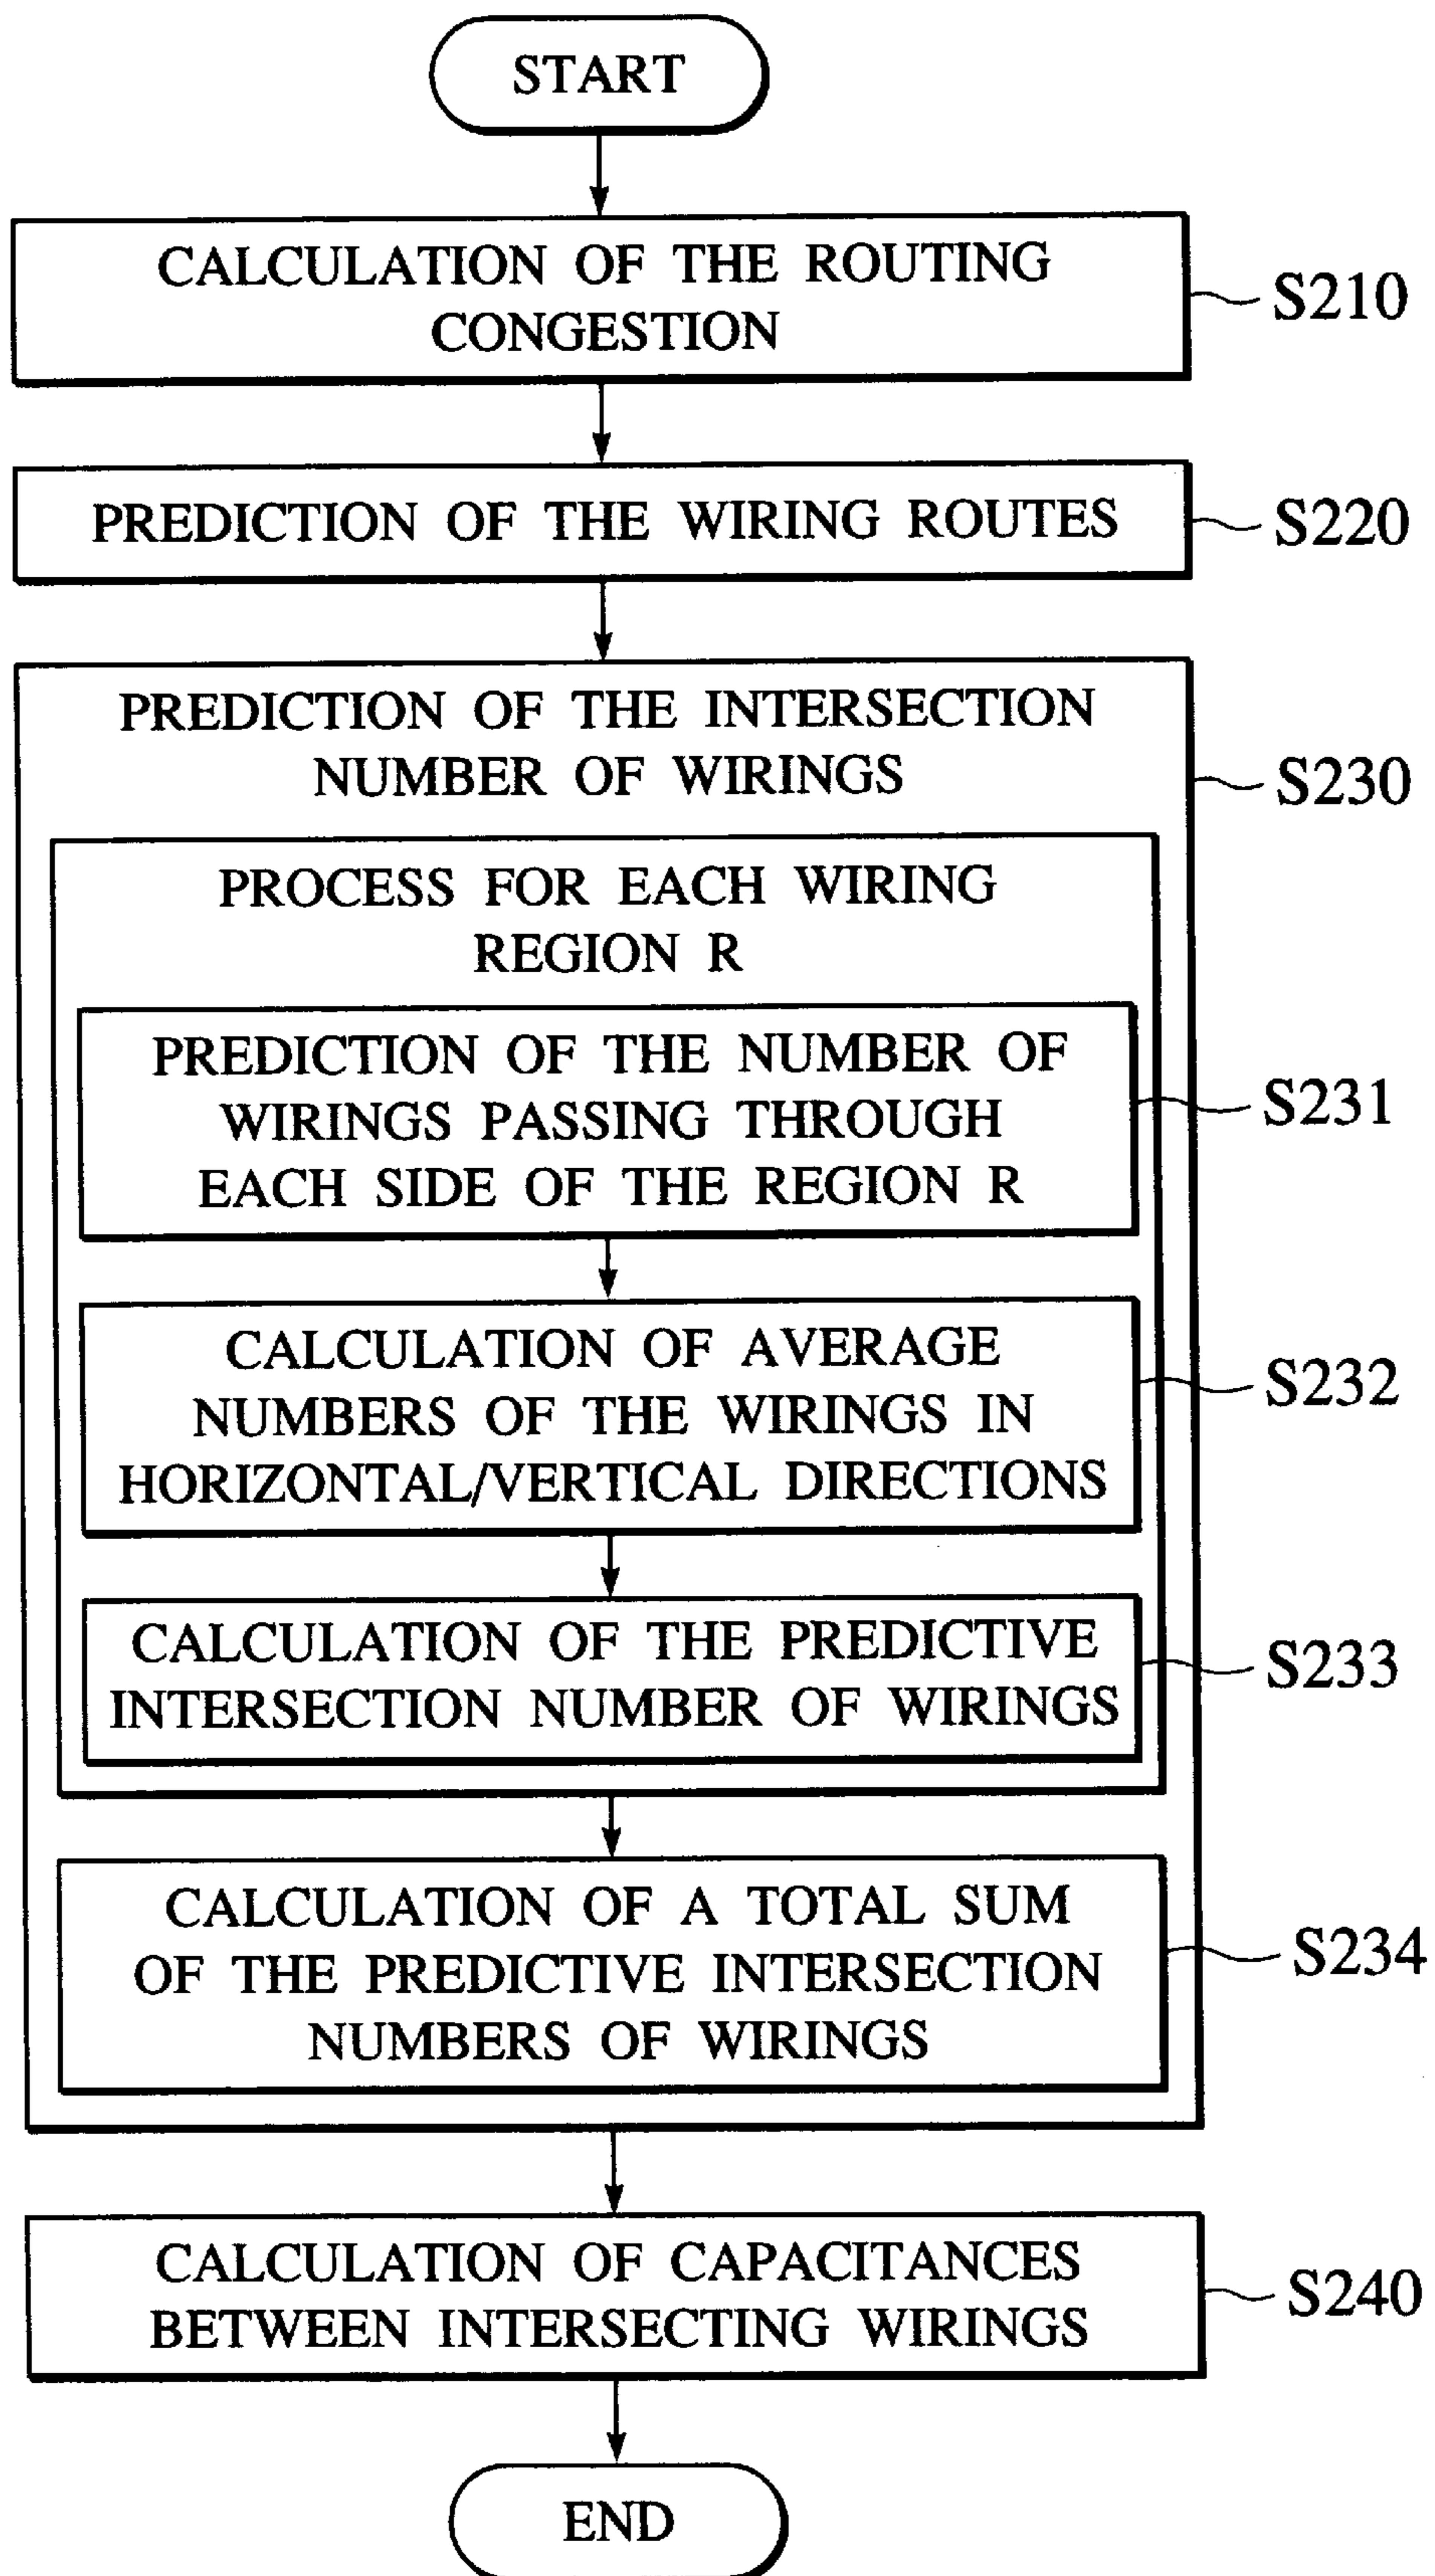 START
CALCULATION OF THE ROUTING
CONGESTION
S210
PREDICTION OF THE WIRING ROUTES
S220
PREDICTION OF THE INTERSECTION
NUMBER OF WIRINGS
S230
PROCESS FOR EACH WIRING
REGION R
PREDICTION OF THE NUMBER OF
WIRINGS PASSING THROUGH
EACH SIDE OF THE REGION R
S231
CALCULATION OF AVERAGE
NUMBERS OF THE WIRINGS IN
HORIZONTAL/VERTICAL DIRECTIONS
S232
CALCULATION OF THE PREDICTIVE
INTERSECTION NUMBER OF WIRINGS
S233
CALCULATION OF A TOTAL SUM
OF THE PREDICTIVE INTERSECTION
NUMBERS OF WIRINGS
S234
CALCULATION OF CAPACITANCES
BETWEEN INTERSECTING WIRINGS
S240
END